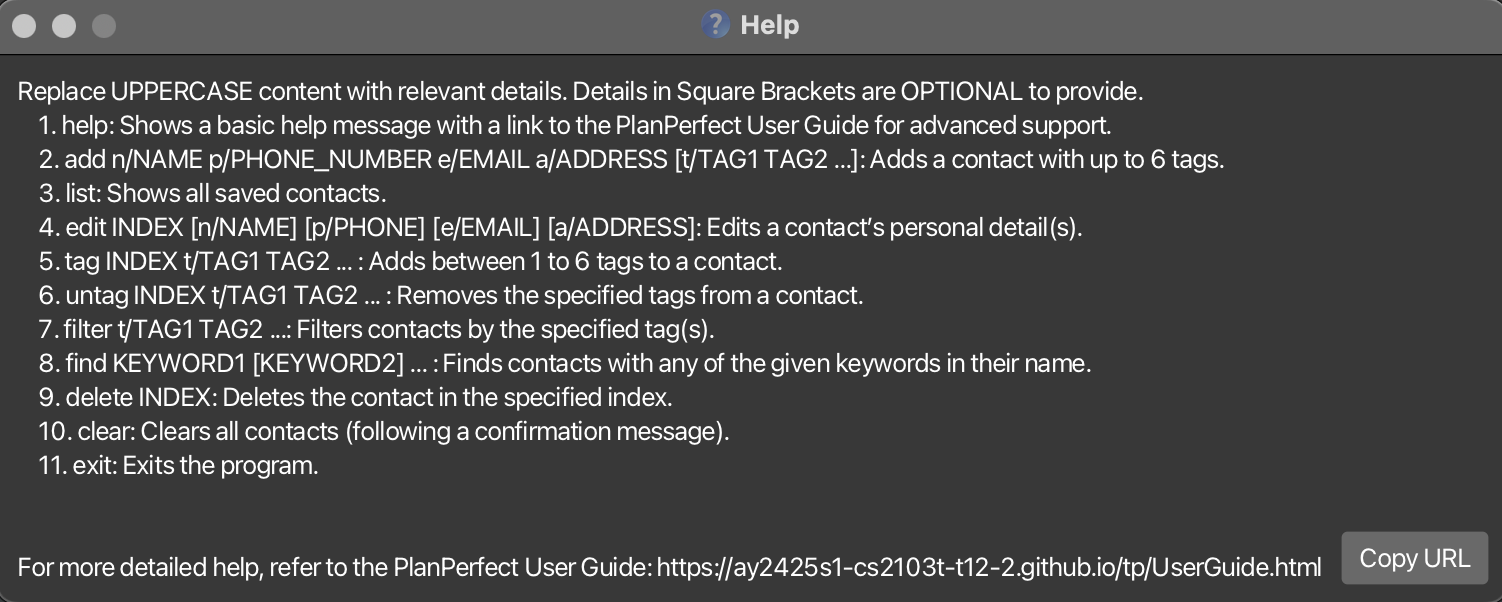 Help
Replace UPPERCASE content with relevant details. Details in Square Brackets are OPTIONAL to provide.
1. help: Shows a basic help message with a link to the PlanPerfect User Guide for advanced support.
2. add n/NAME p/PHONE_NUMBER e/EMAIL a/ADDRESS [t/TAG1 TAG2 ...]: Adds a contact with up to 6 tags.
3. list: Shows all saved contacts.
4. edit INDEX [n/NAME] [p/PHONE] [e/EMAIL] [a/ADDRESS]: Edits a contact’s personal detail(s).
5. tag INDEX t/TAG1 TAG2 ... : Adds between 1 to 6 tags to a contact.
6. untag INDEX t/TAG1 TAG2 ... : Removes the specified tags from a contact.
7. filter t/TAG1 TAG2 ...: Filters contacts by the specified tag(s).
8. find KEYWORD1 [KEYWORD2] ... : Finds contacts with any of the given keywords in their name.
9. delete INDEX: Deletes the contact in the specified index.
10. clear: Clears all contacts (following a confirmation message).
11. exit: Exits the program.
For more detailed help, refer to the PlanPerfect User Guide: https://ay2425s1-cs2103t-t12-2.github.io/tp/UserGuide.html
Copy URL